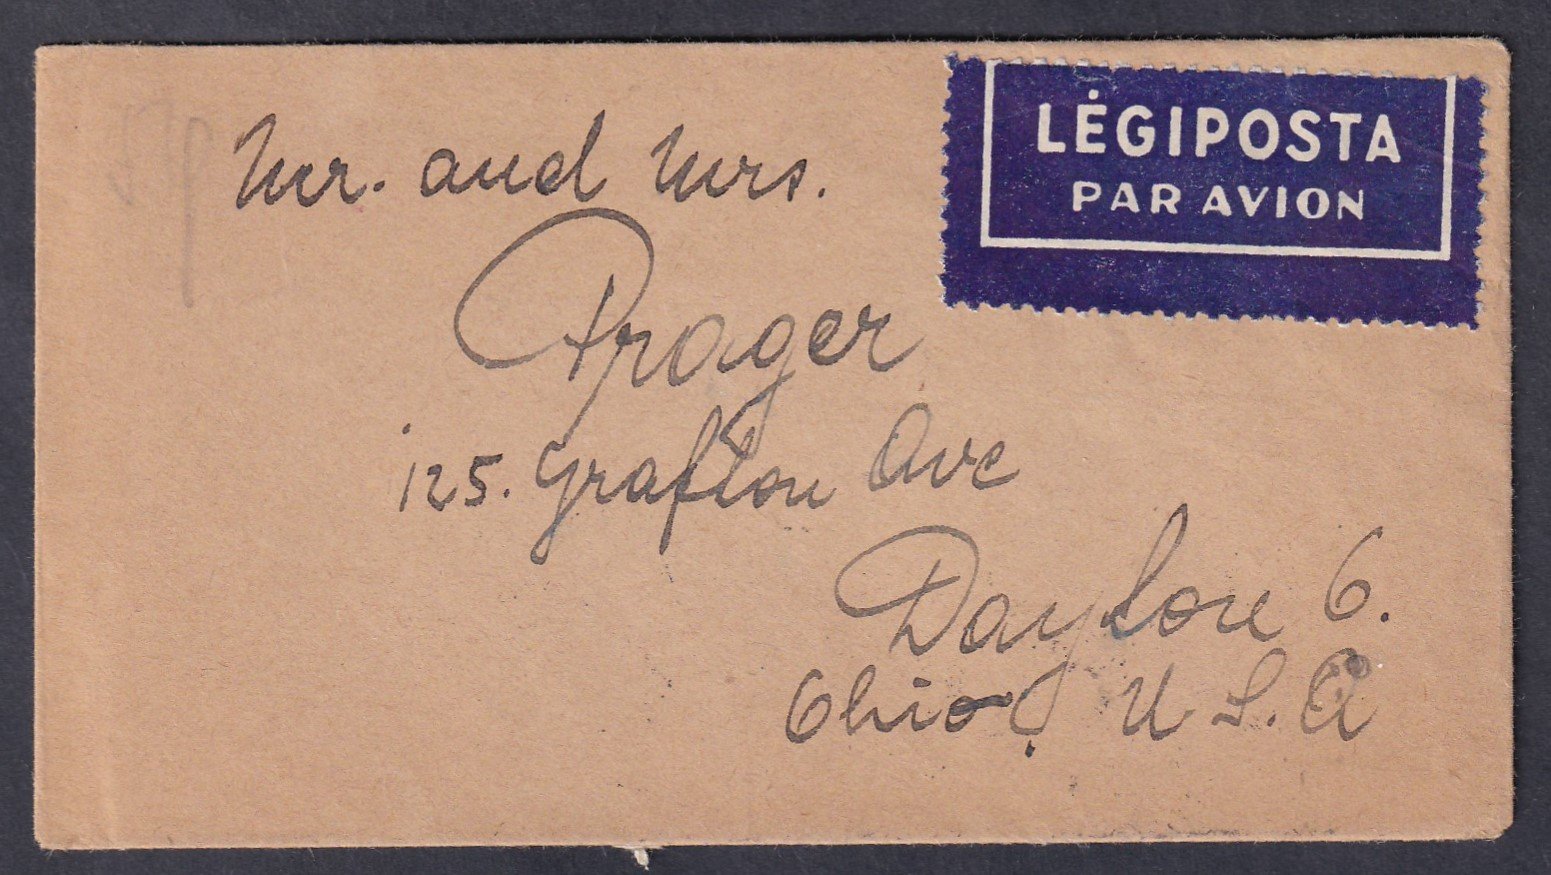 LÉGIPOSTA
PAR AVION
Mr. and Mrs.
Prager
125. Grafton Ave
Dayton 6.
Ohio, U S. A